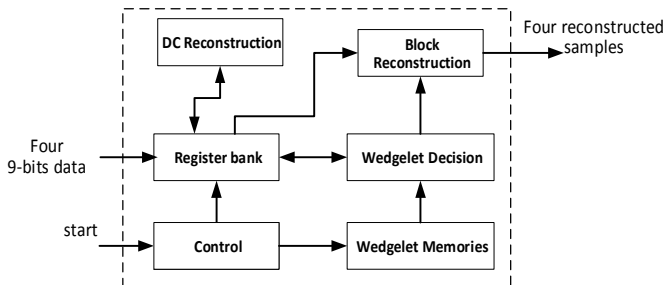 DC Reconstruction
Block
Reconstruction
Four reconstructed
samples
Four
9-bits data
Register bank
Wedgelet Decision
start
Control
Wedgelet Memories